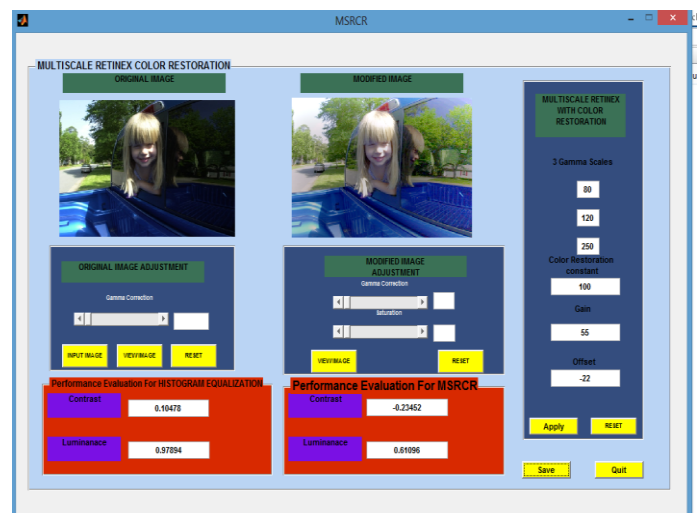 MSRCR
MULTISCALE RETINEX COLOR RESTORATION
ORIGINAL IMAGE
MODIFIED IMAGE
ORIGINAL IMAGE ADJUSTMENT
Gamma Correction
INPUT IMAGE
VIEW IMAGE
RESET
MODIFIED IMAGE
ADJUSTMENT
Gamma Correction
Saturation
VIEW IMAGE
RESET
Performance Evaluation For HISTOGRAM EQUALIZATION
Contrast
0.10478
Luminanace
0.97894
Performance Evaluation For MSRCR
Contrast
-0.23452
Luminanace
0.61096
MULTISCALE RETINEX
WITH COLOR
RESTORATION
3 Gamma Scales
80
120
250
Color Restoration
constant
100
Gain
55
Offset
-22
Apply
RESET
Save
Quit